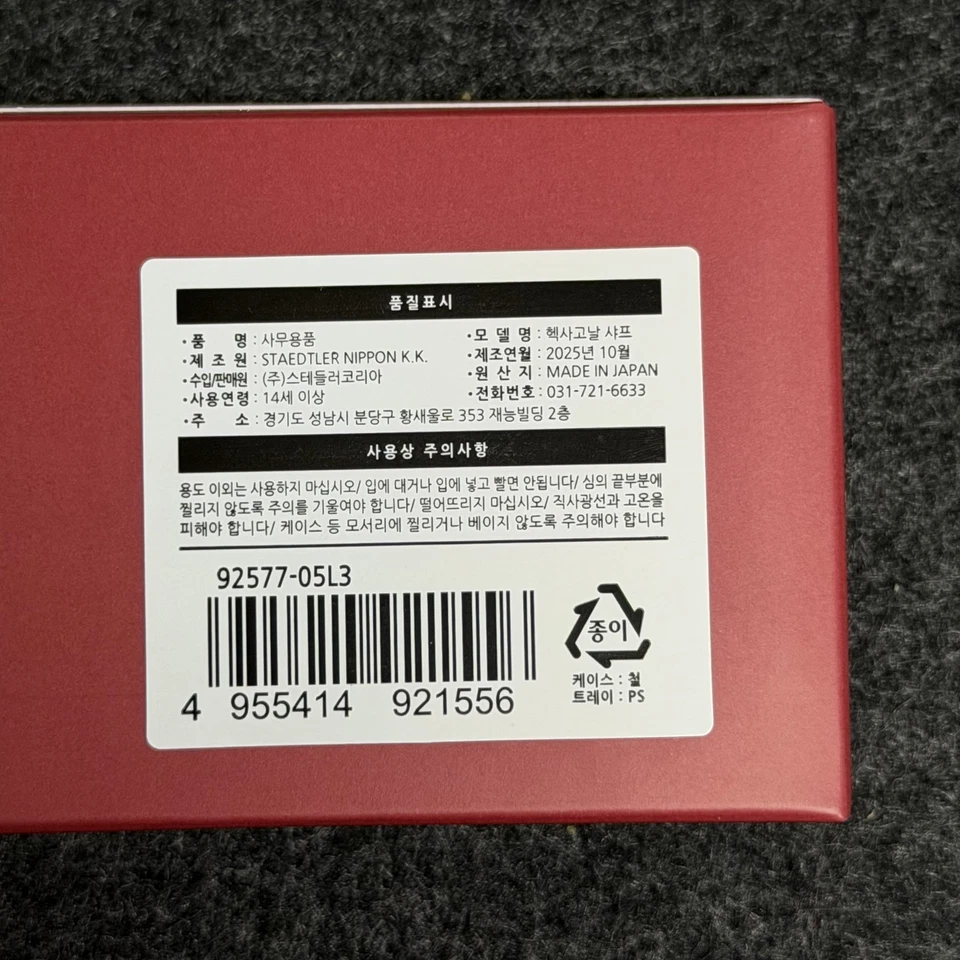 품질표시
• 품 명 : 사무용품 • 모 델 명 : 헥사고날 샤프
• 제 조 원 : STAEDTLER NIPPON K.K. • 제조연월 : 2025년 10월
• 수입/판매원 : (주)스테들러코리아 • 원 산 지 : MADE IN JAPAN
• 사용연령 : 14세 이상 • 전화번호 : 031-721-6633
• 주 소 : 경기도 성남시 분당구 황새울로 353 재능빌딩 2층
사용상 주의사항
용도 이외는 사용하지 마십시오/ 입에 대거나 입에 넣고 빨면 안됩니다/ 심의 끝부분에
찔리지 않도록 주의를 기울여야 합니다/ 떨어뜨리지 마십시오/ 직사광선과 고온을
피해야 합니다/ 케이스 등 모서리에 찔리거나 베이지 않도록 주의해야 합니다
92577-05L3
4 955414 921556
종이
케이스 : 철
트레이 : PS